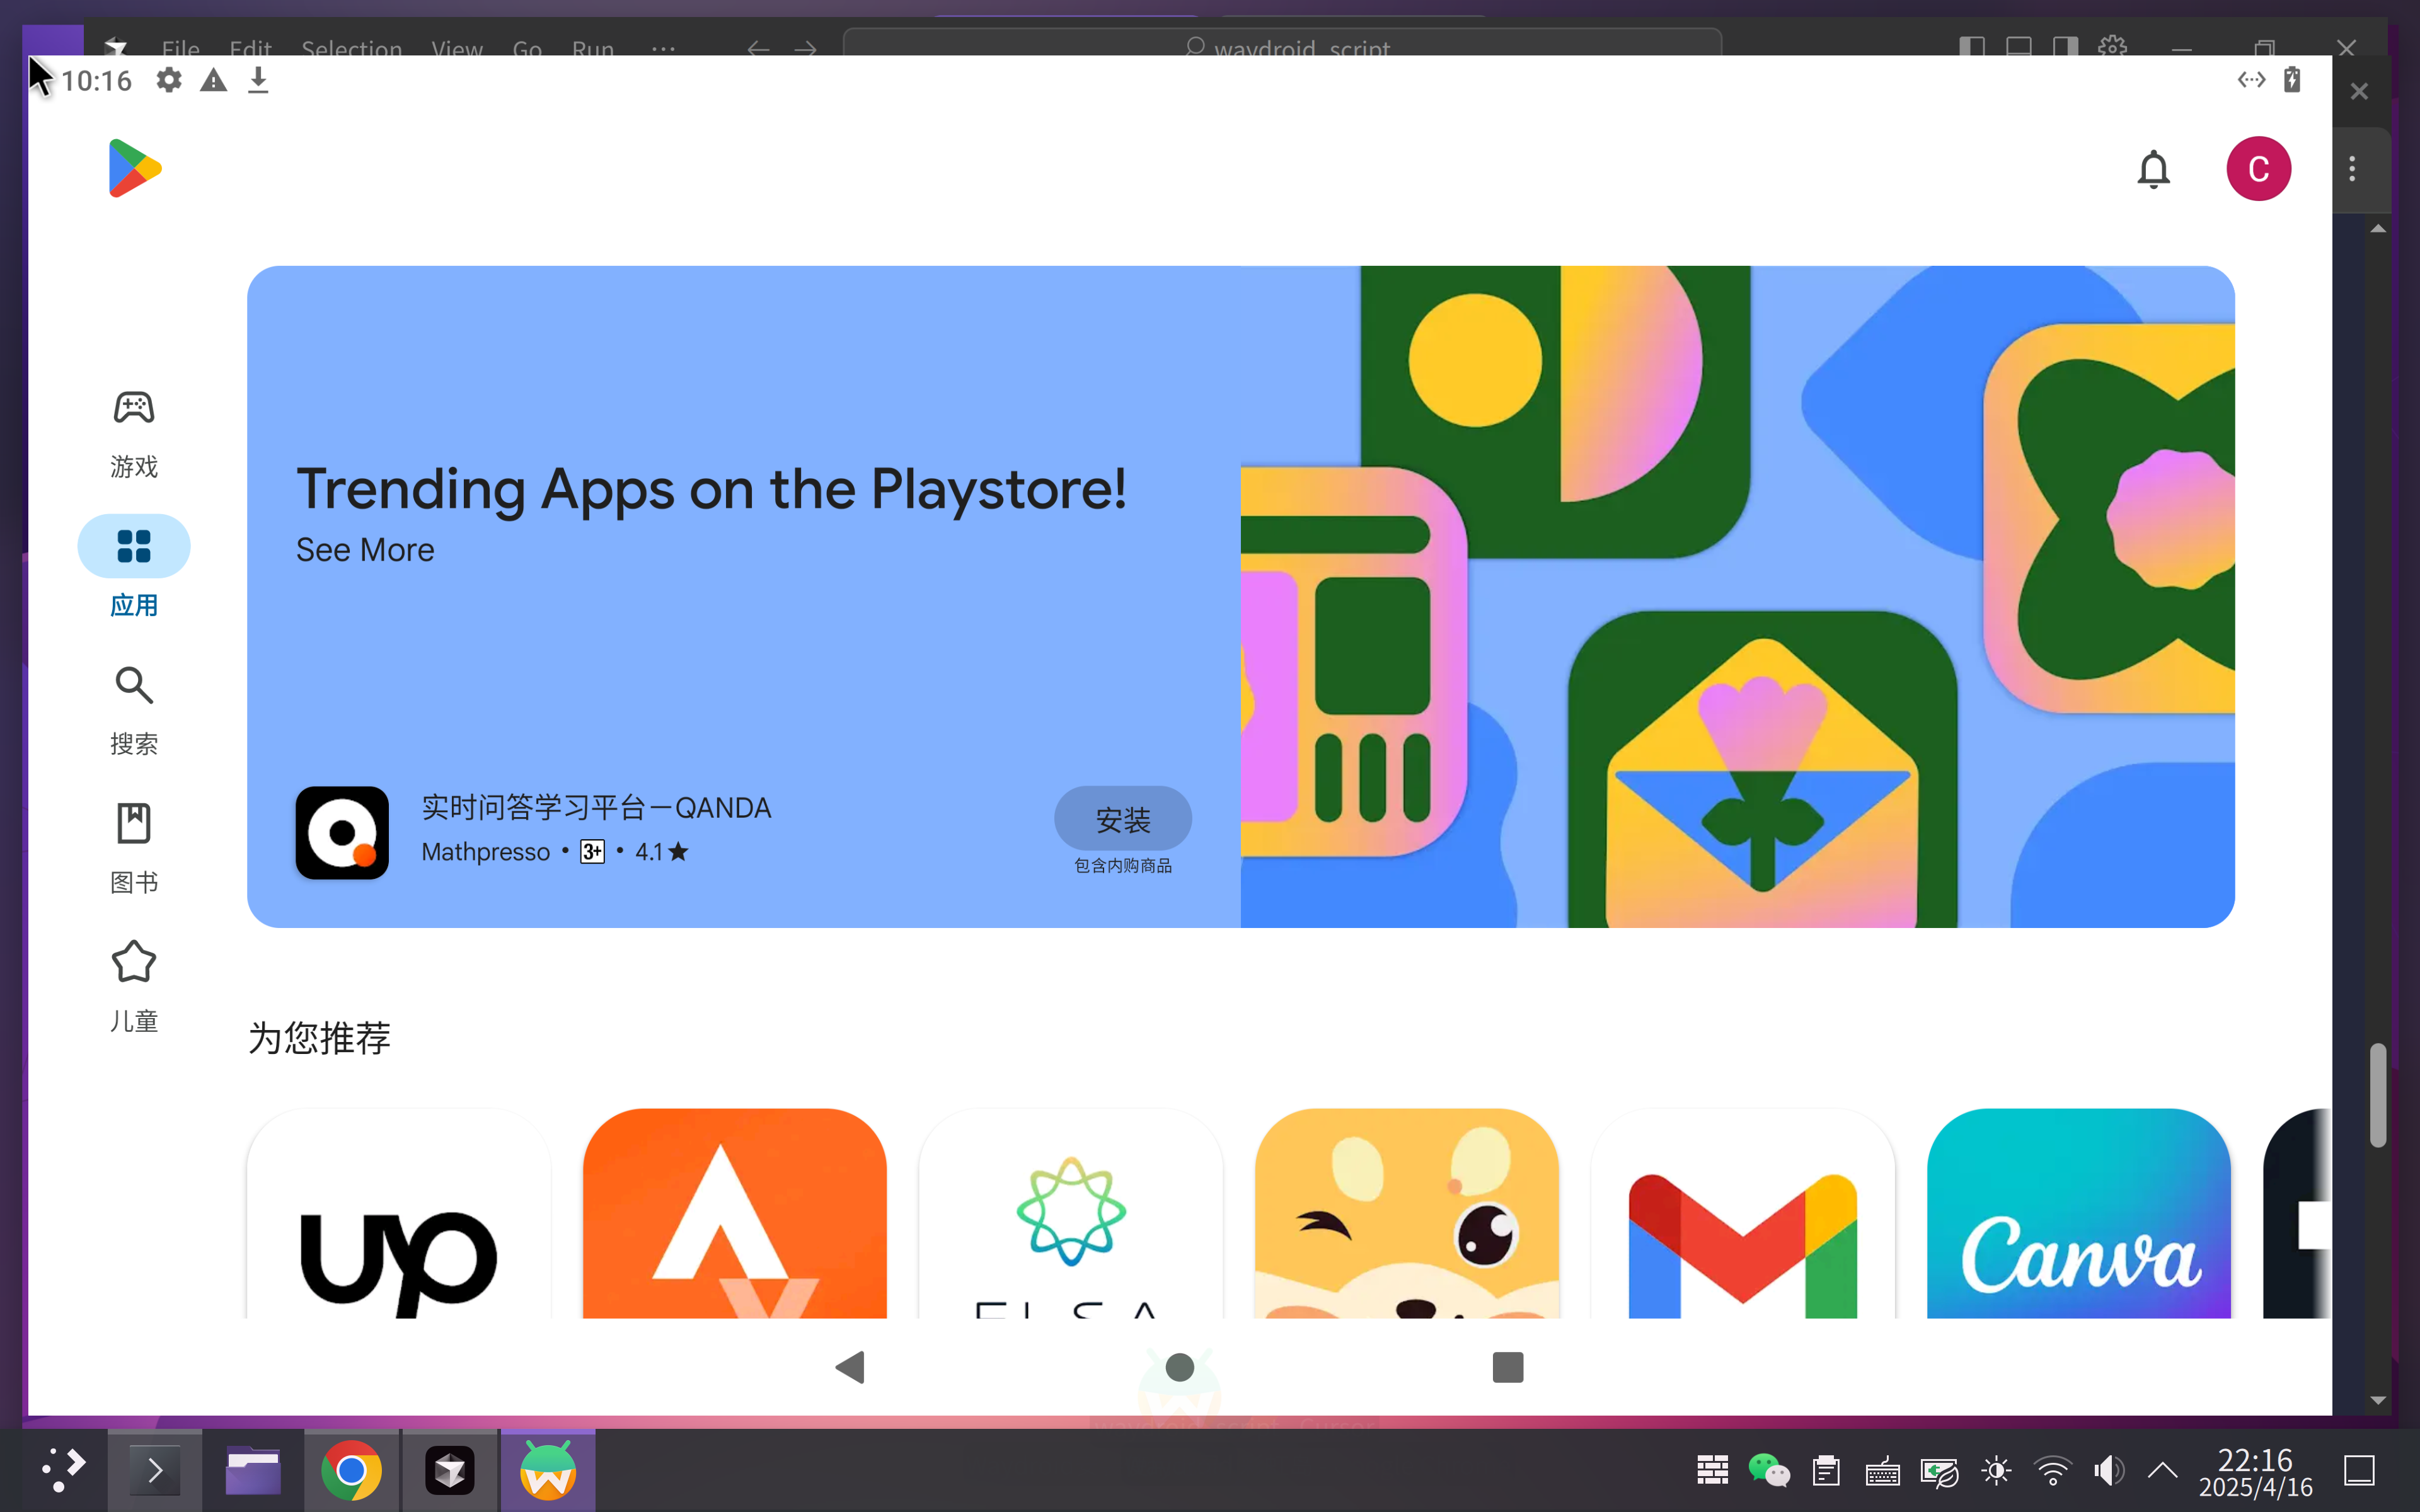 File Edit Selection View Go Run ··· waydroid_script
10:16
C
游戏
应用
搜索
图书
儿童
Trending Apps on the Playstore!
See More
实时问答学习平台－QANDA
Mathpresso • 3+ • 4.1★
安装
包含内购商品
为您推荐
up
ELSA
Canva
waydroid_script - Cursor
22:16
2025/4/16